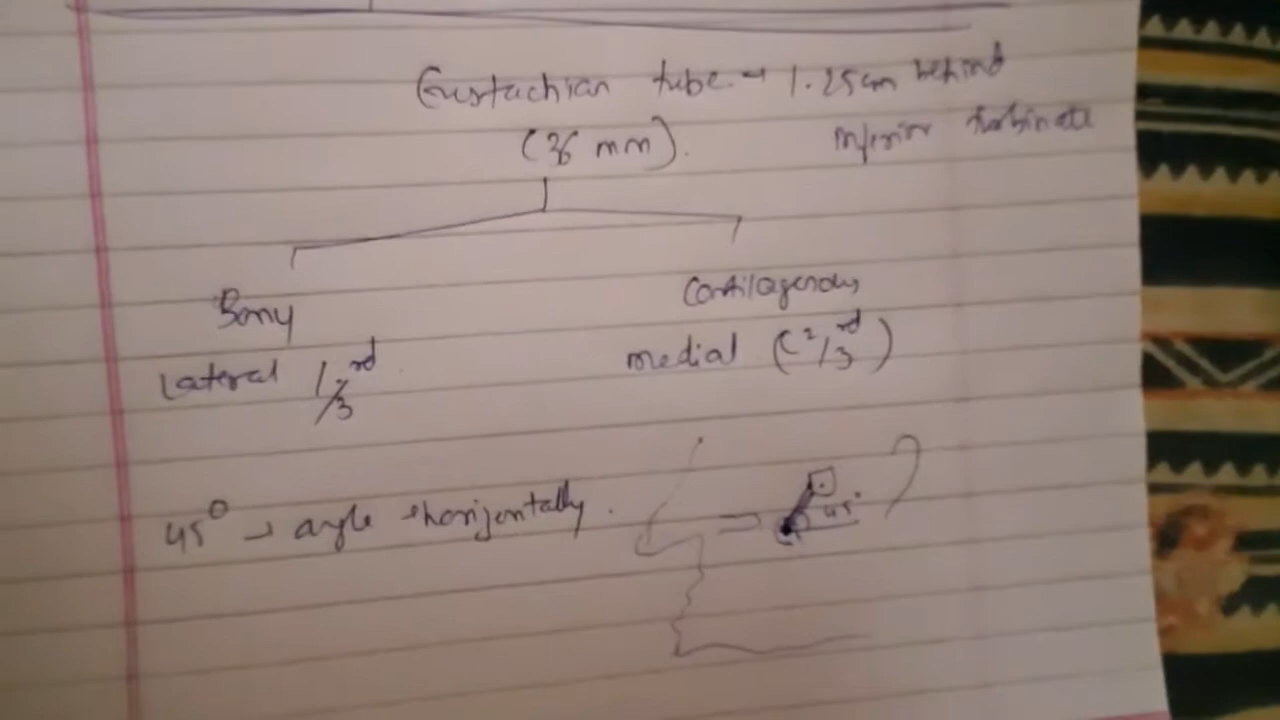 Eustachian tube → 1.25cm behind
inferior turbinate
(36 mm).
Bony
Cartilagenous
Lateral 1/3rd
medial (2/3rd)
45° → angle horizontally.
45°